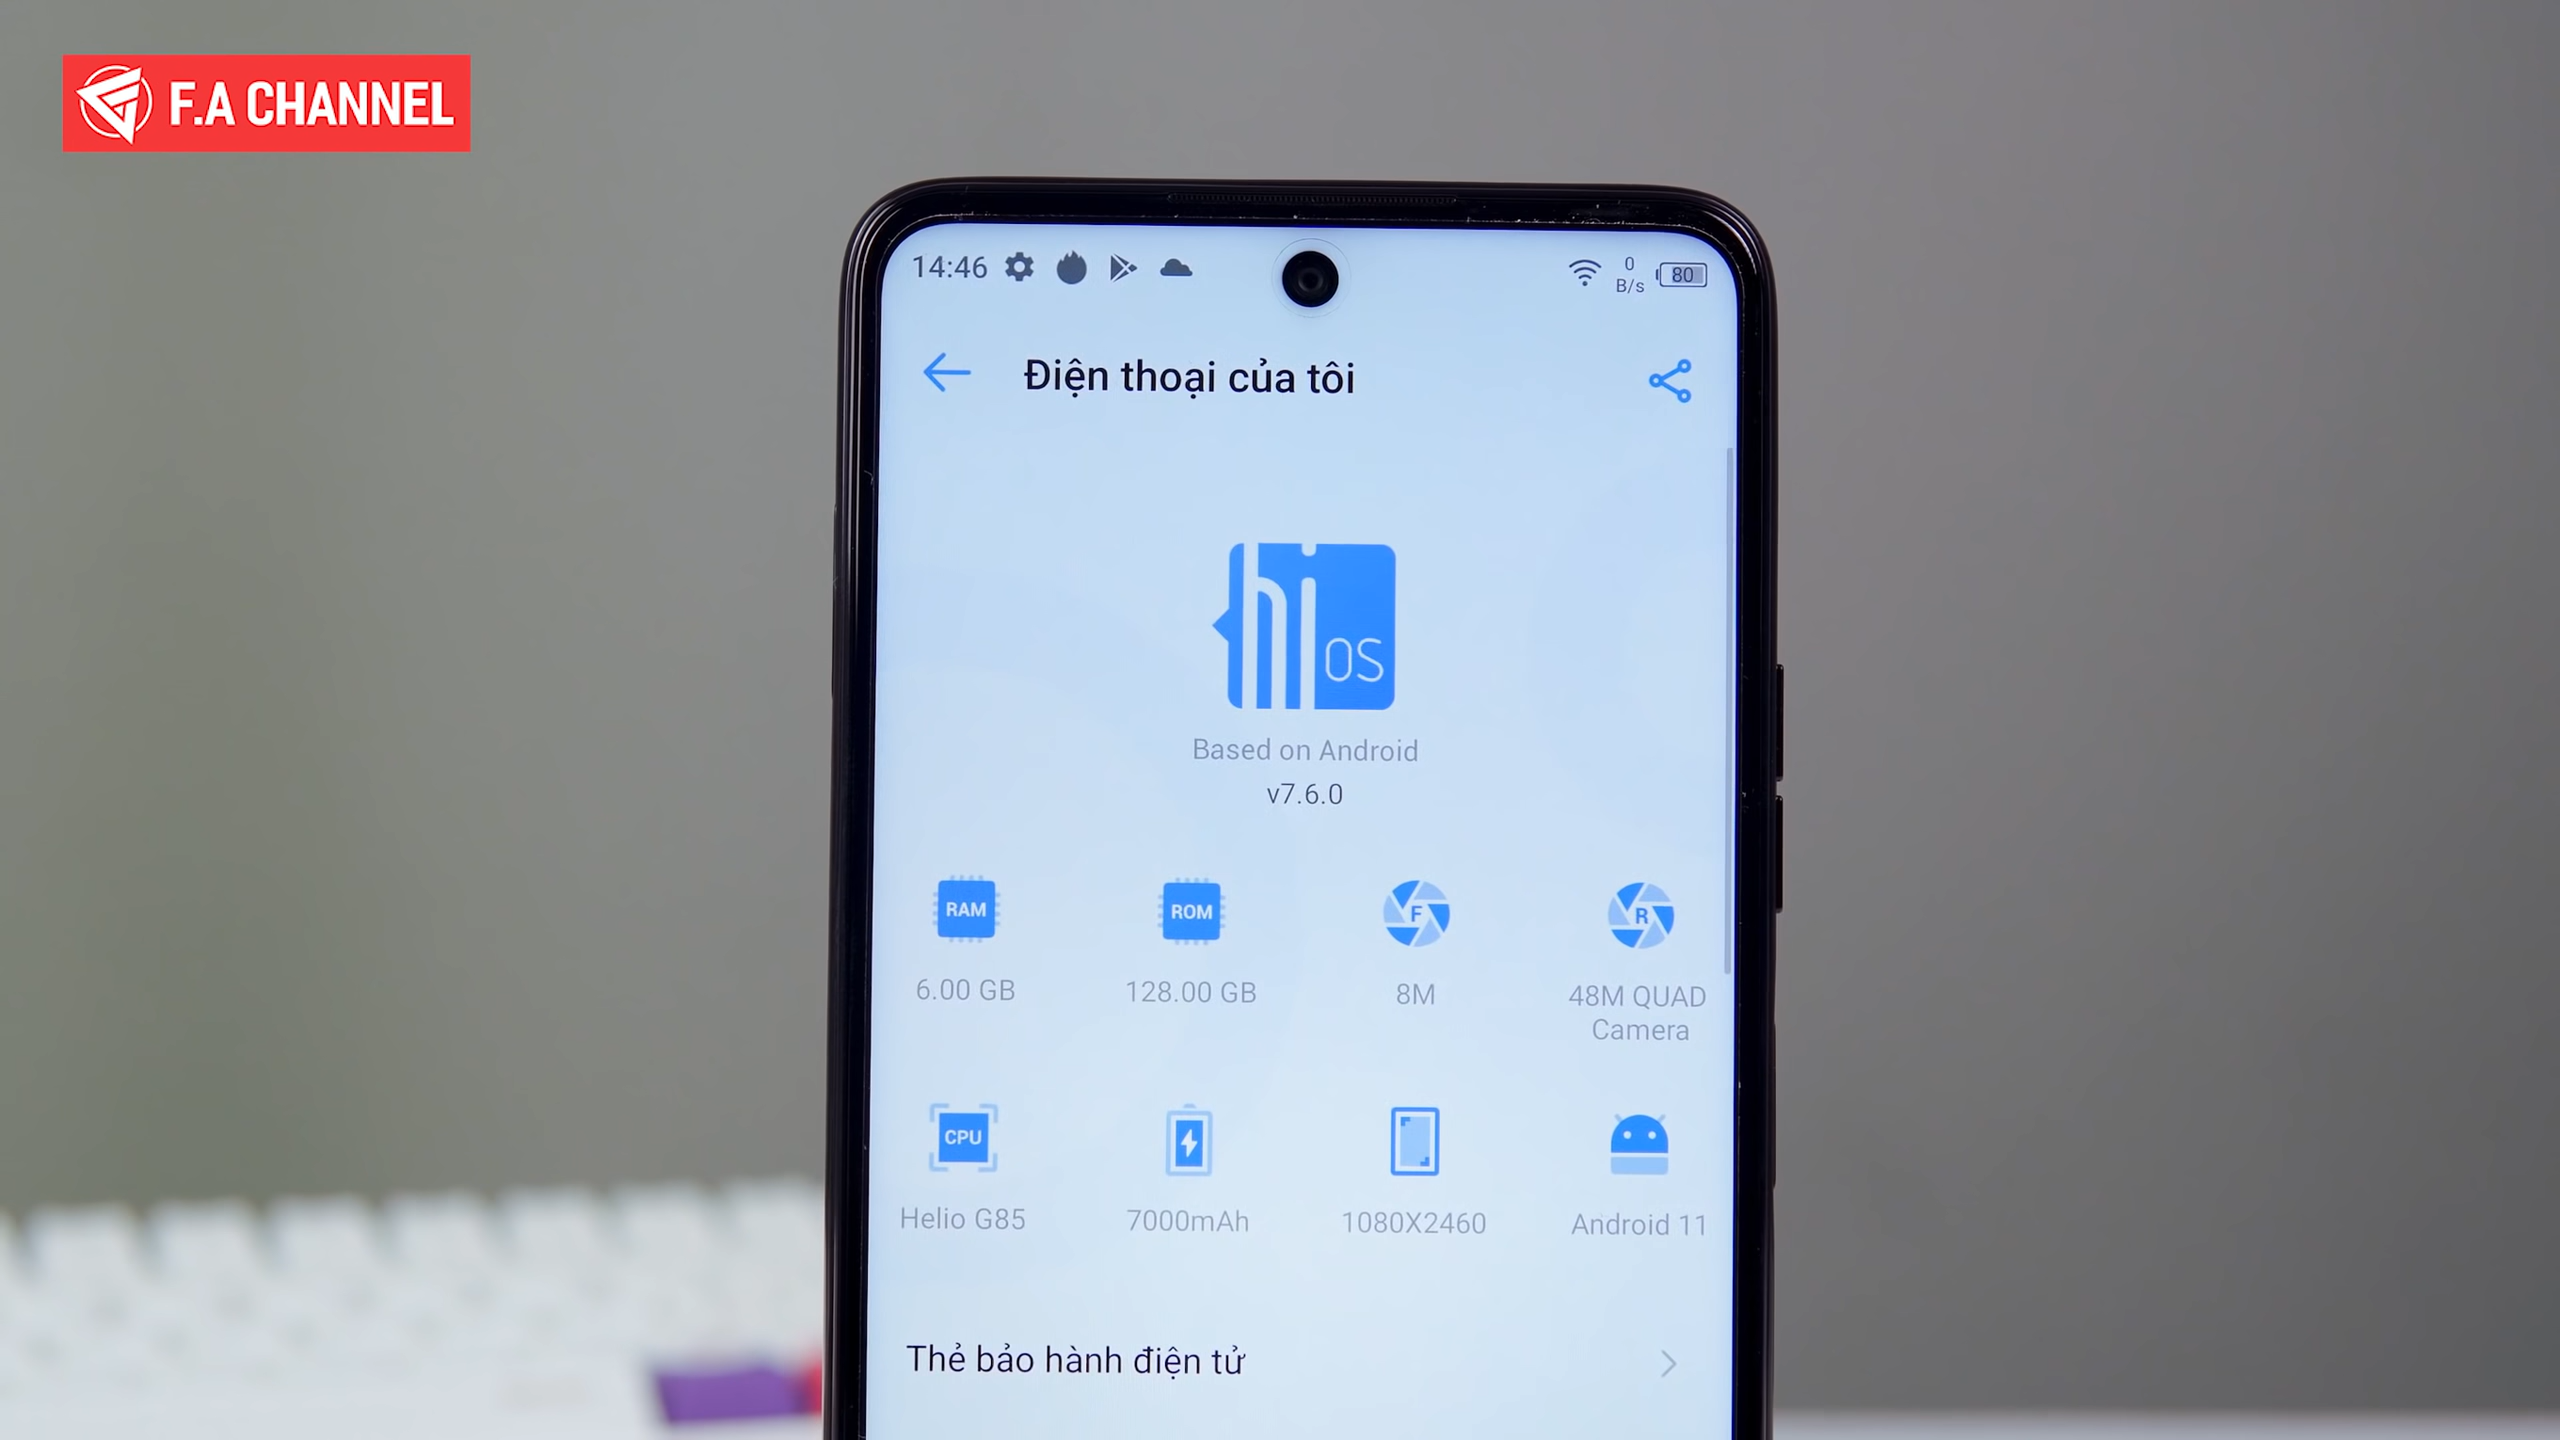 F.A CHANNEL
14:46
0
B/s
80
Điện thoại của tôi
hi
OS
Based on Android
v7.6.0
RAM
ROM
F
R
6.00 GB
128.00 GB
8M
48M QUAD
Camera
CPU
Helio G85
7000mAh
1080X2460
Android 11
Thẻ bảo hành điện tử